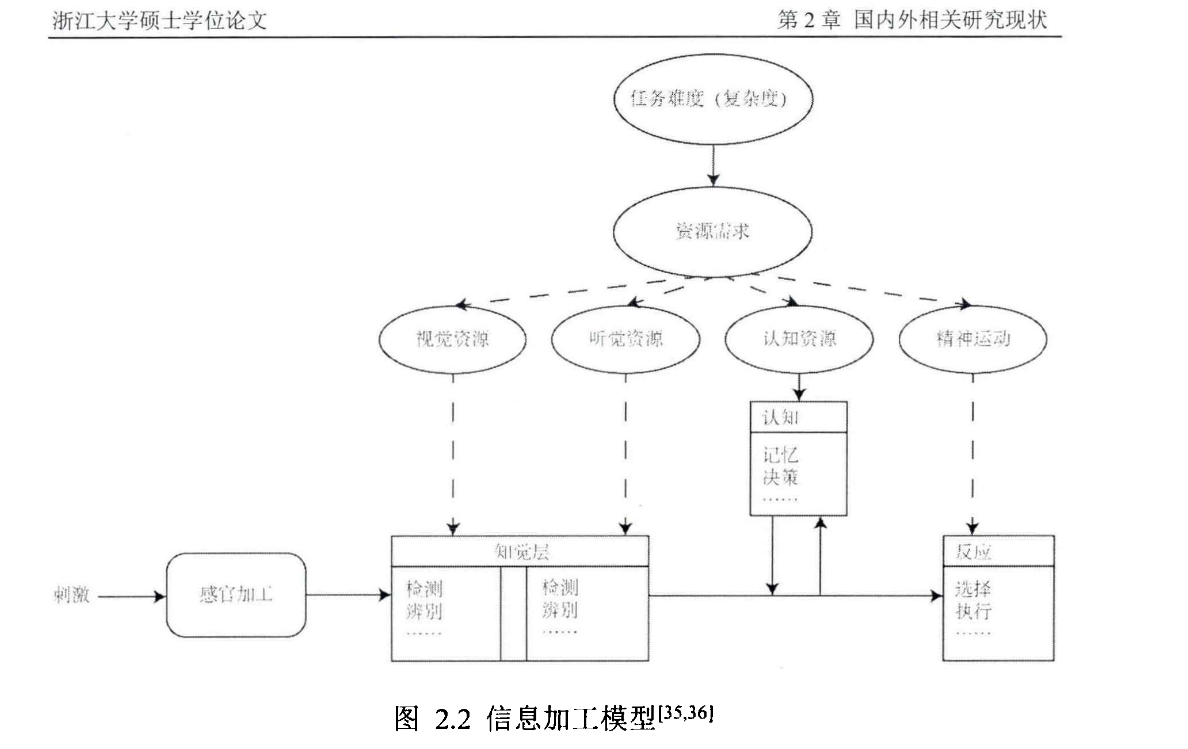 浙江大学硕士学位论文
第 2 章 国内外相关研究现状
任务难度（复杂度）
资源需求
视觉资源
听觉资源
认知资源
精神运动
认知
记忆
决策
……
知觉层
反应
刺激
感官加工
检测
辨别
……
检测
辨别
……
选择
执行
……
图 2.2 信息加工模型[35,36]